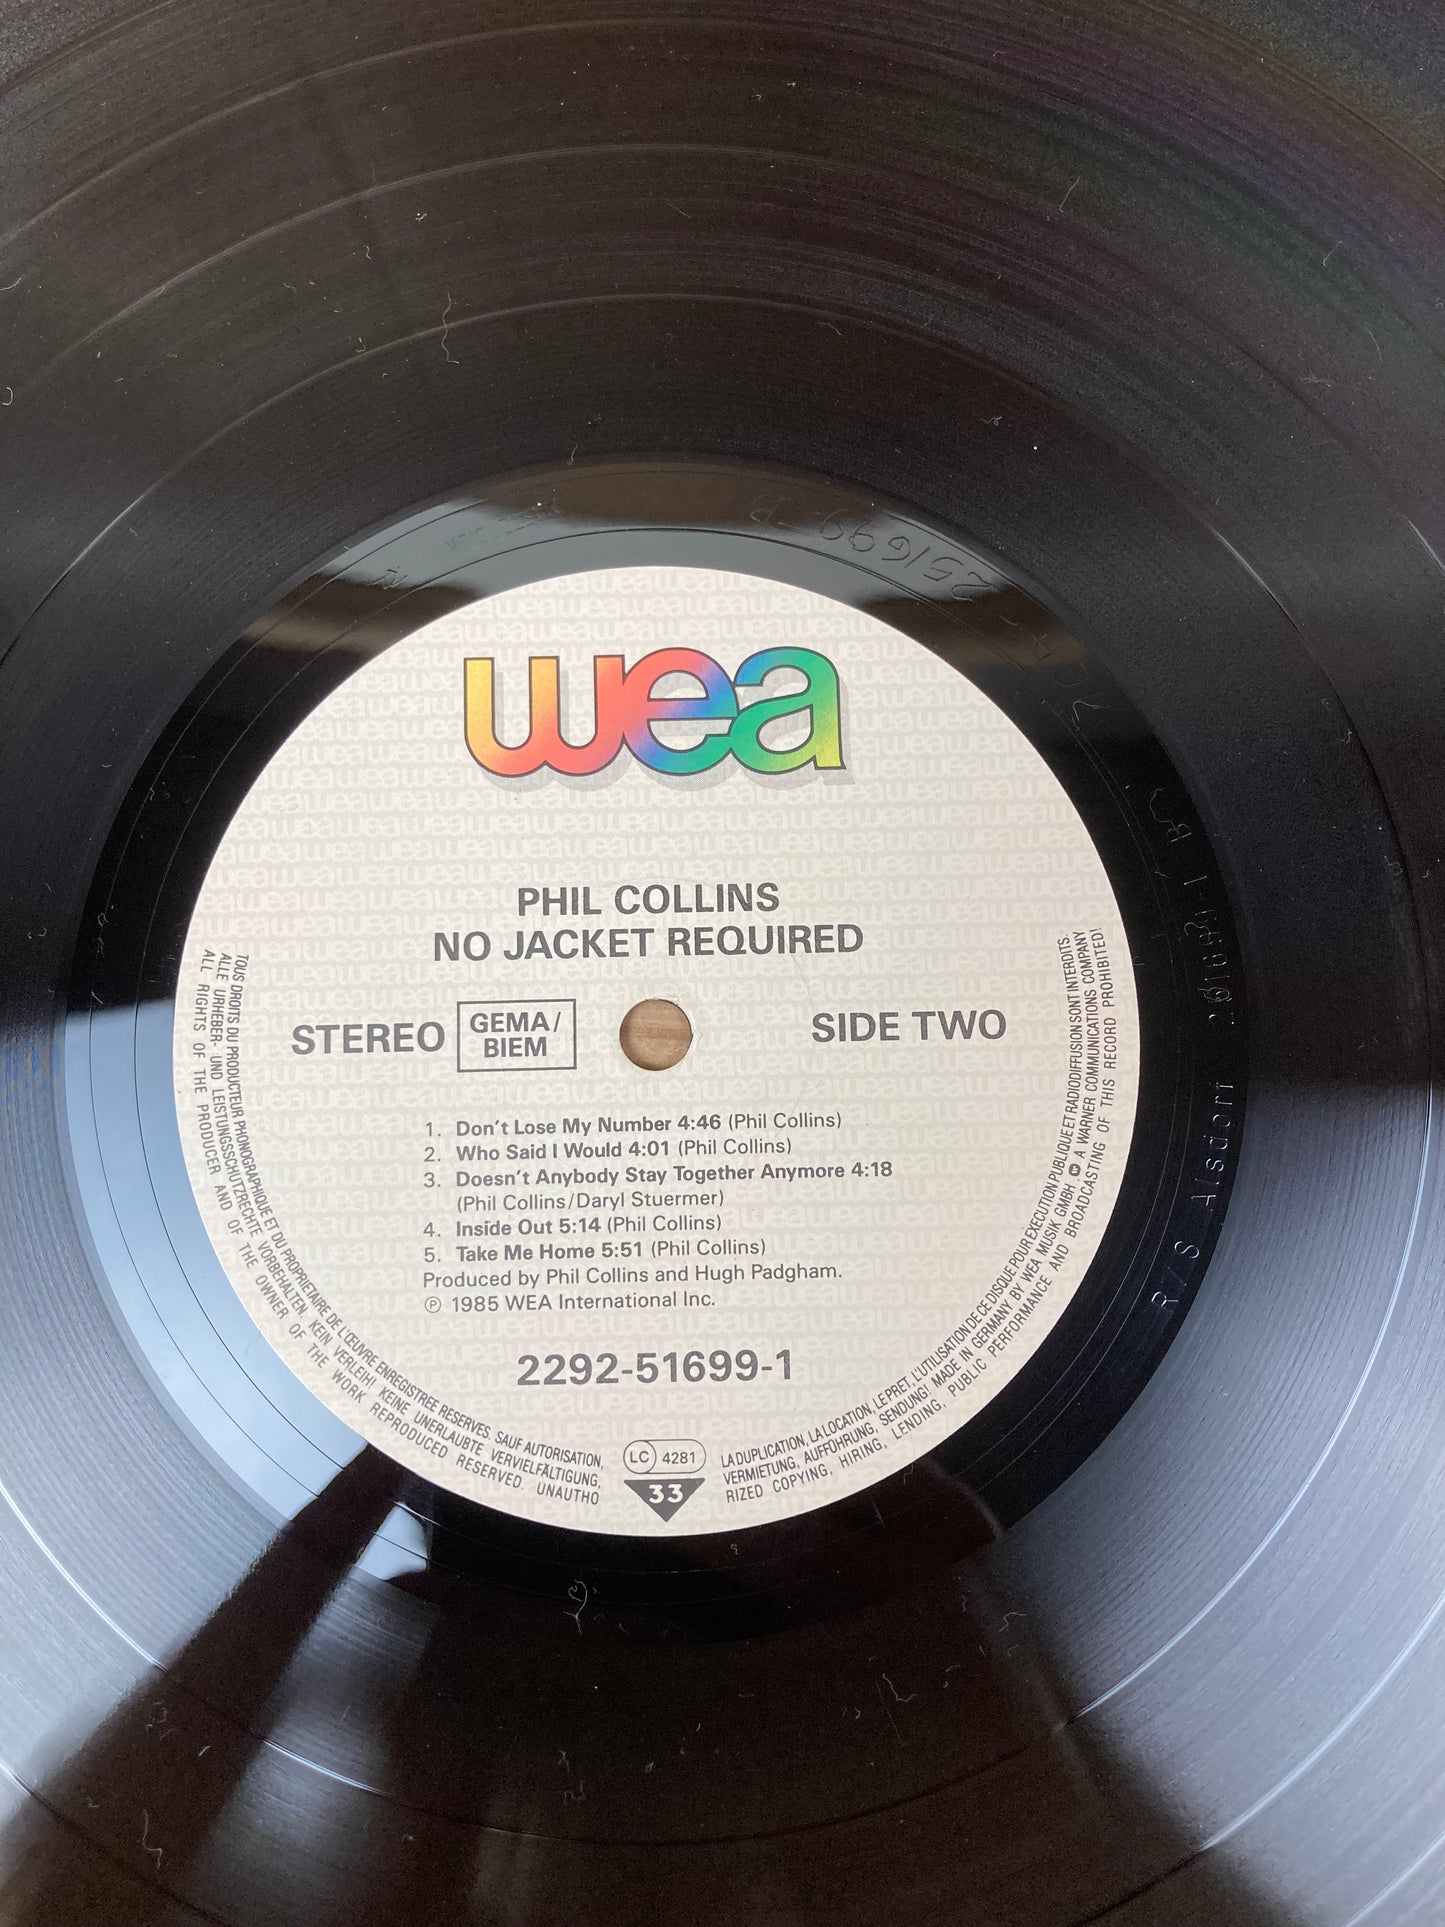 wea
PHIL COLLINS
NO JACKET REQUIRED
STEREO GEMA/BIEM SIDE TWO
1. Don't Lose My Number 4:46 (Phil Collins)
2. Who Said I Would 4:01 (Phil Collins)
3. Doesn't Anybody Stay Together Anymore 4:18
(Phil Collins/Daryl Stuermer)
4. Inside Out 5:14 (Phil Collins)
5. Take Me Home 5:51 (Phil Collins)
Produced by Phil Collins and Hugh Padgham.
Ⓟ 1985 WEA International Inc.
2292-51699-1
LC 4281
33
TOUS DROITS DU PRODUCTEUR PHONOGRAPHIQUE ET DU PROPRIETAIRE DE L'ŒUVRE ENREGISTREE RESERVES. SAUF AUTORISATION, LA DUPLICATION, LA LOCATION, LE PRET, L'UTILISATION DE CE DISQUE POUR EXECUTION PUBLIQUE ET RADIODIFFUSION SONT INTERDITS.
ALLE URHEBER- UND LEISTUNGSSCHUTZRECHTE VORBEHALTEN. KEIN VERLEIH! KEINE UNERLAUBTE VERVIELFÄLTIGUNG, VERMIETUNG, AUFFÜHRUNG, SENDUNG! MADE IN GERMANY BY WEA MUSIK GMBH. A WARNER COMMUNICATIONS COMPANY
ALL RIGHTS OF THE PRODUCER AND OF THE OWNER OF THE WORK REPRODUCED RESERVED. UNAUTHORIZED COPYING, HIRING, LENDING, PUBLIC PERFORMANCE AND BROADCASTING OF THIS RECORD PROHIBITED!
251699-B
R/S Alsdorf